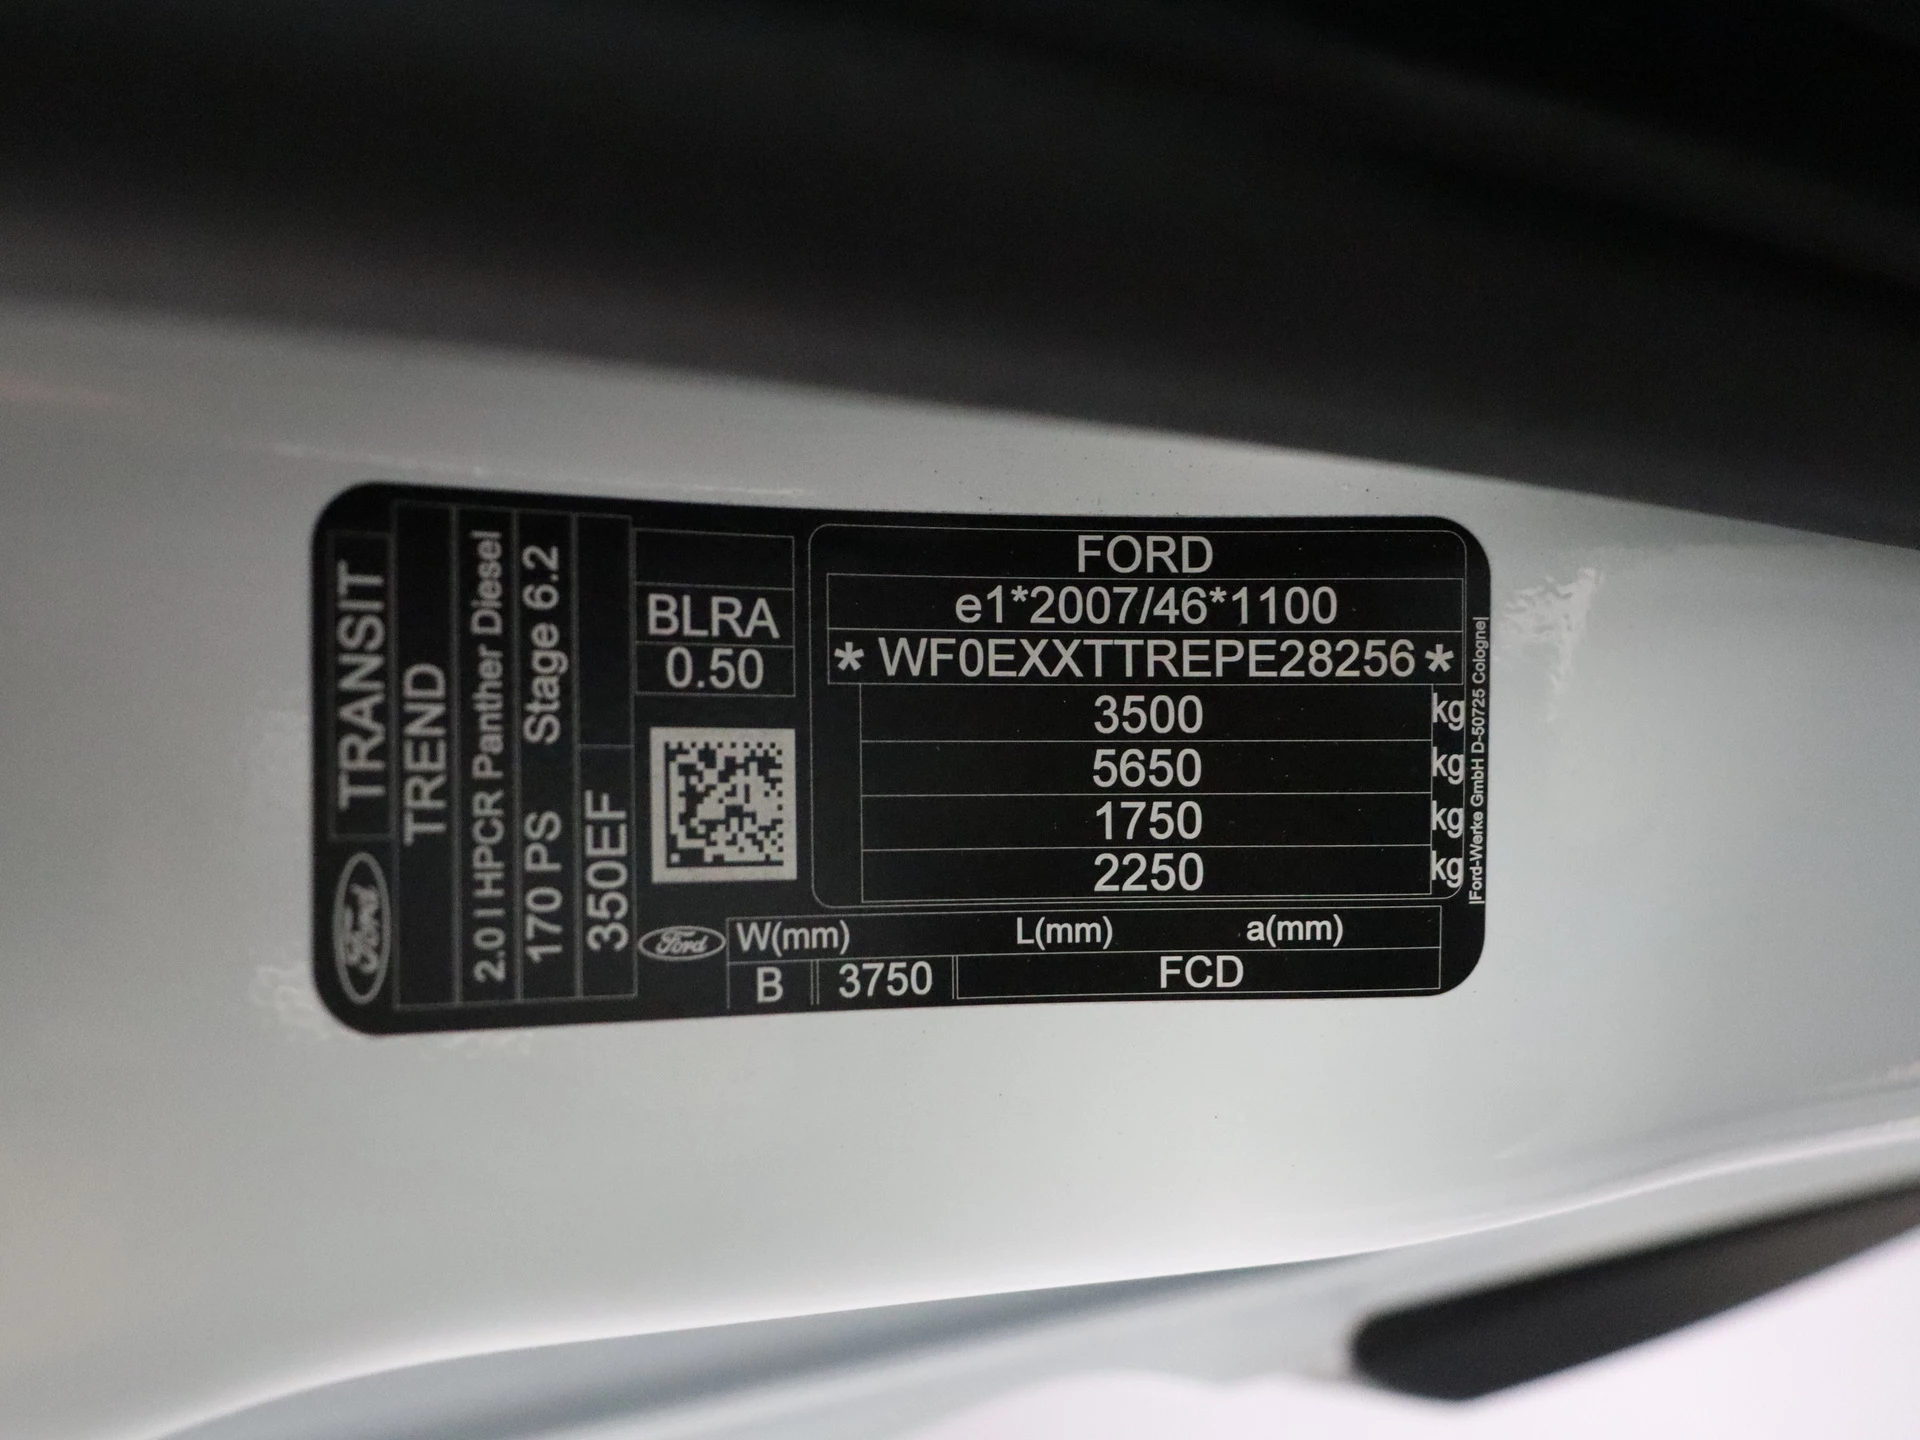 Ford TRANSIT
TREND
2.0 l HPCR Panther Diesel
170 PS Stage 6.2
350EF
BLRA
0.50
FORD
e1*2007/46*1100
* WF0EXXTTREPE28256 *
3500 kg
5650 kg
1750 kg
2250 kg
Ford W(mm) L(mm) a(mm)
B 3750 FCD
|Ford-Werke GmbH D-50725 Cologne|